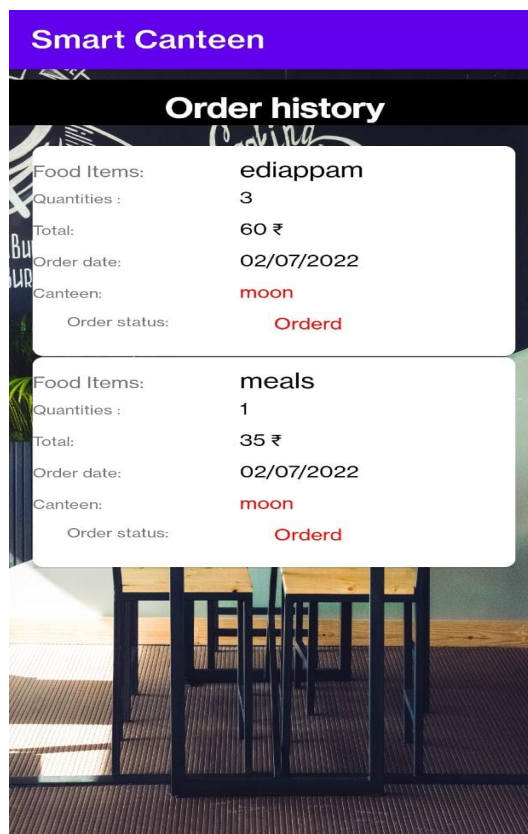 Smart Canteen
Order history
Food Items: ediappam
Quantities : 3
Total: 60 ₹
Order date: 02/07/2022
Canteen: moon
Order status: Orderd
Food Items: meals
Quantities : 1
Total: 35 ₹
Order date: 02/07/2022
Canteen: moon
Order status: Orderd